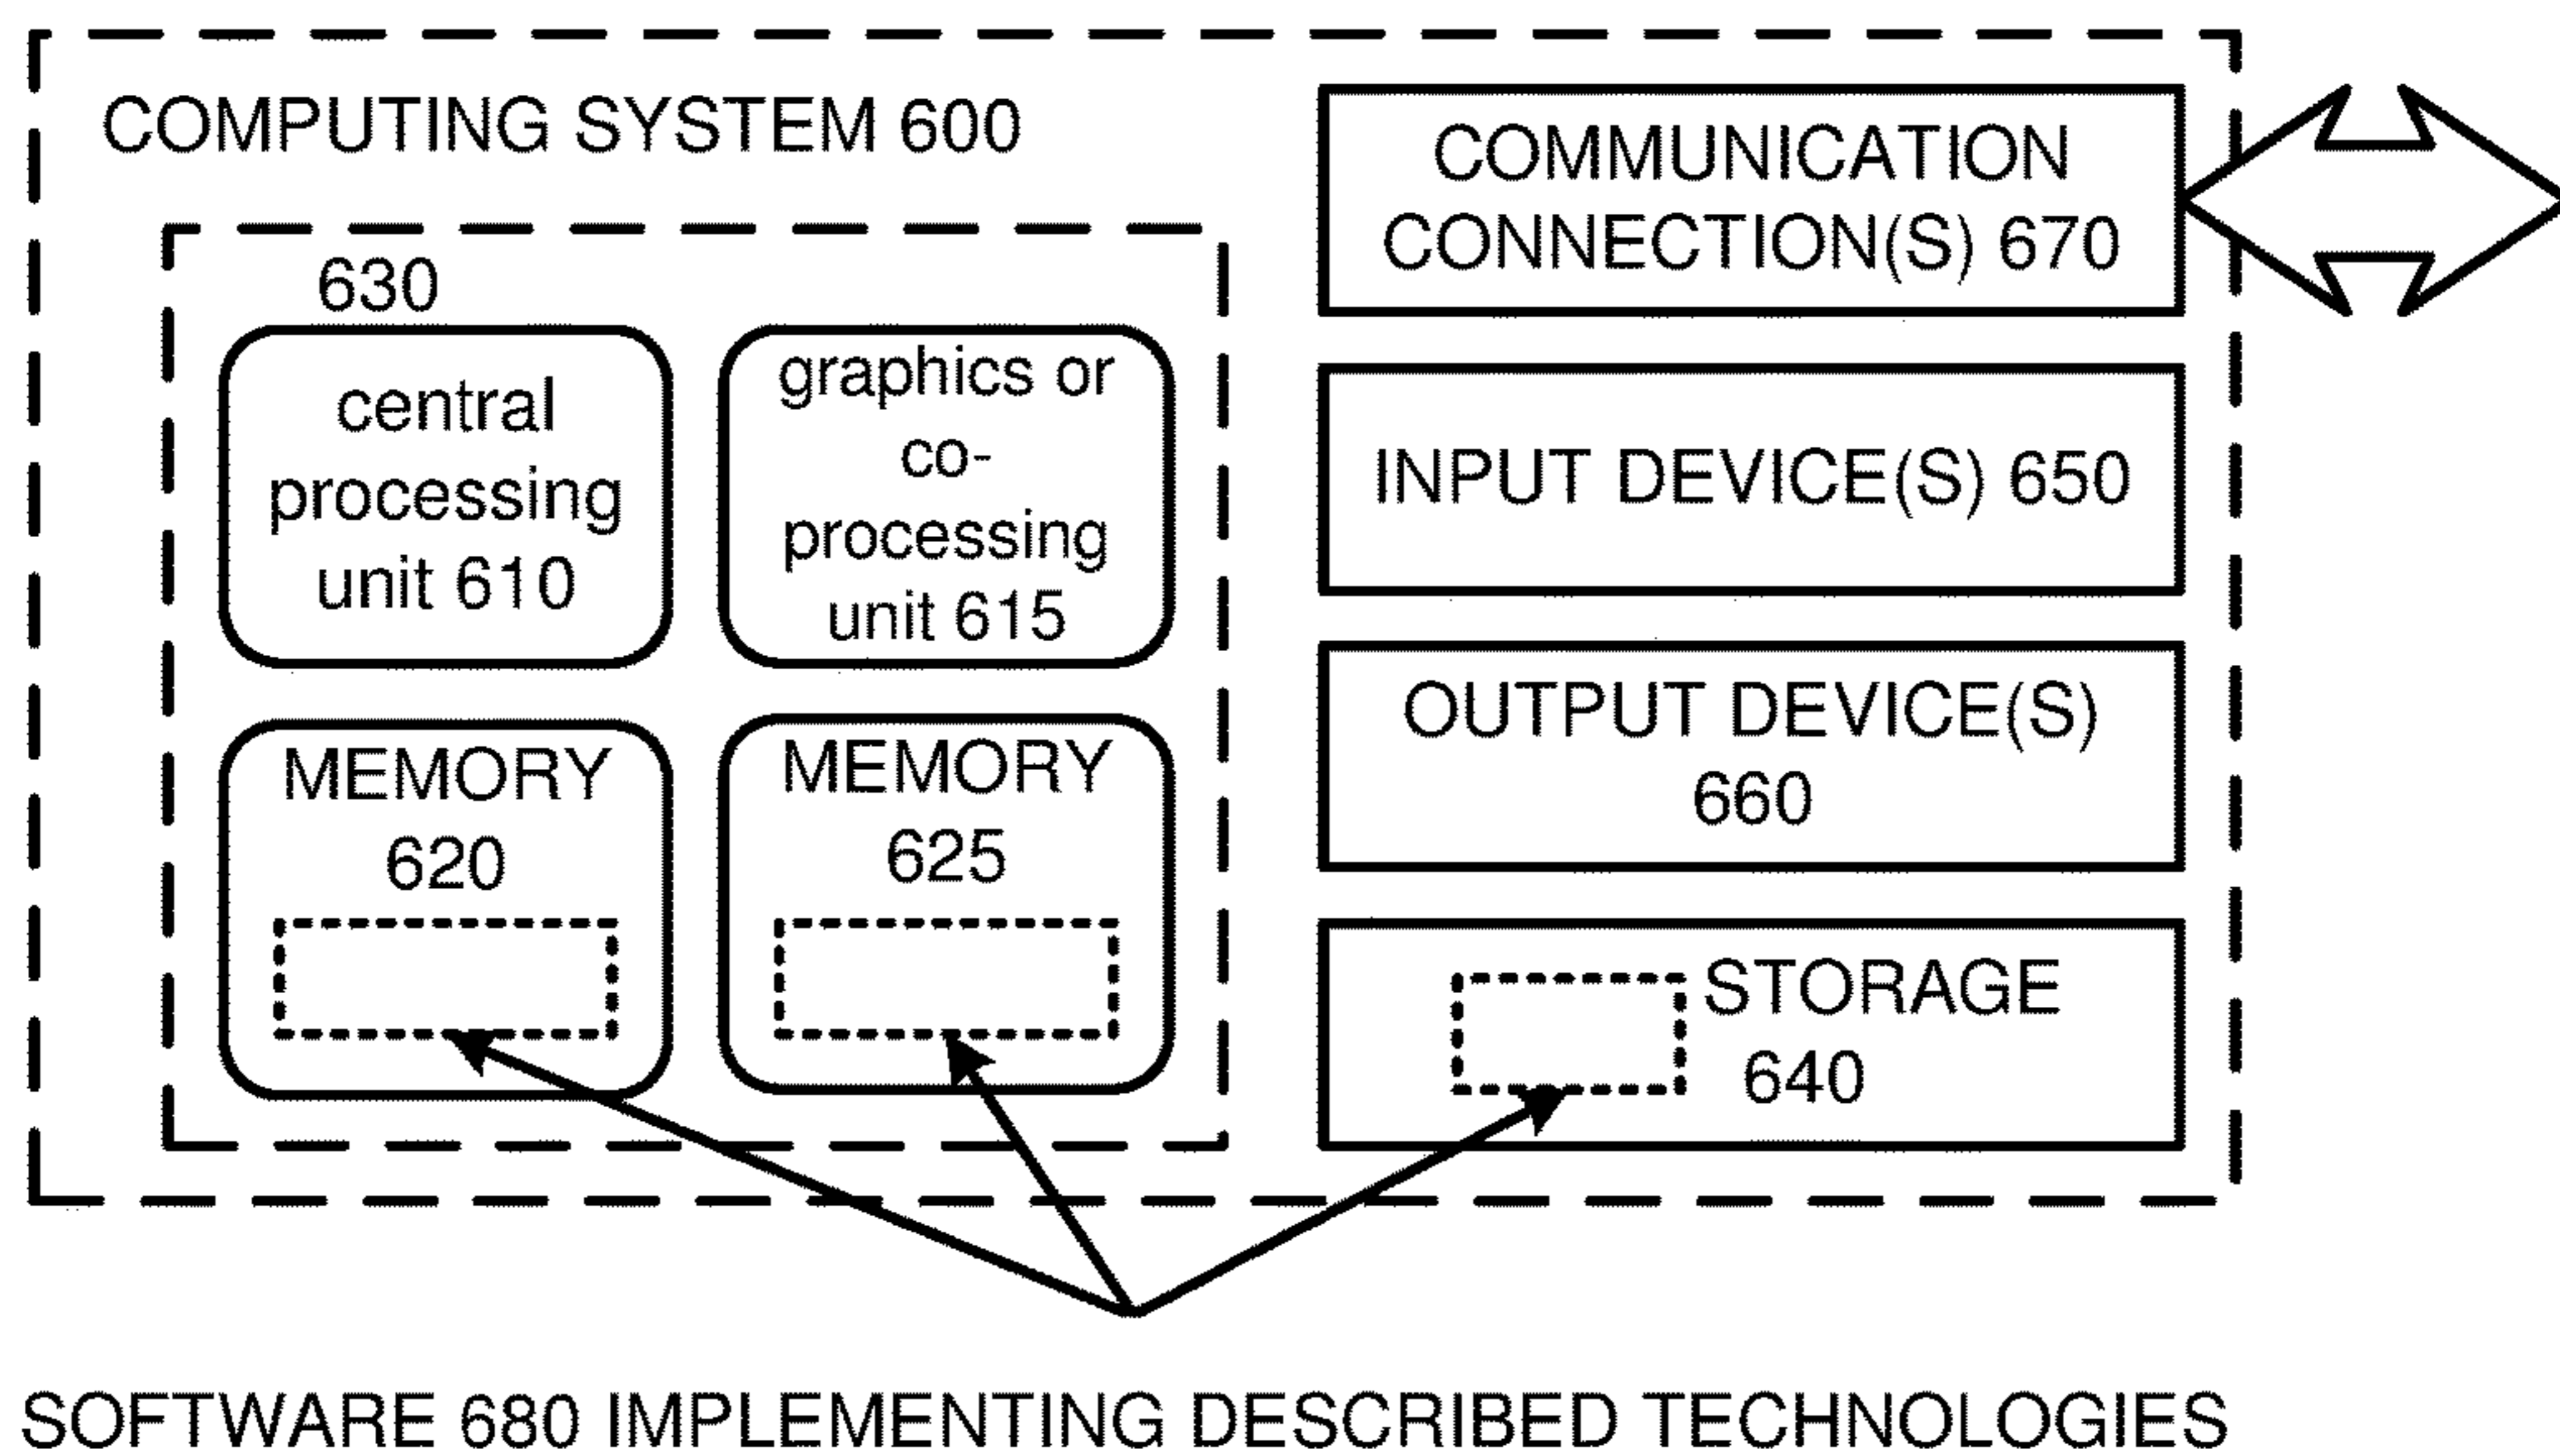 COMPUTING SYSTEM 600
630
central
processing
unit 610
graphics or
co-
processing
unit 615
MEMORY
620
MEMORY
625
COMMUNICATION
CONNECTION(S) 670
INPUT DEVICE(S) 650
OUTPUT DEVICE(S)
660
STORAGE
640
SOFTWARE 680 IMPLEMENTING DESCRIBED TECHNOLOGIES